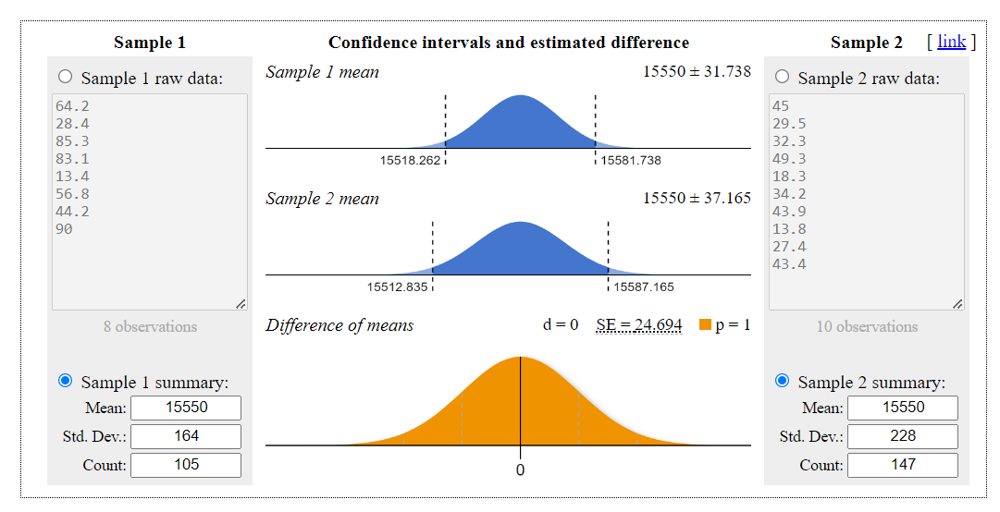 Sample 1
Confidence intervals and estimated difference
Sample 2 [ link ]
Sample 1 raw data:
64.2
28.4
85.3
83.1
13.4
56.8
44.2
90
8 observations
Sample 1 summary:
Mean: 15550
Std. Dev.: 164
Count: 105
Sample 1 mean 15550 ± 31.738
15518.262 15581.738
Sample 2 mean 15550 ± 37.165
15512.835 15587.165
Difference of means d = 0 SE = 24.694 p = 1
0
Sample 2 raw data:
45
29.5
32.3
49.3
18.3
34.2
43.9
13.8
27.4
43.4
10 observations
Sample 2 summary:
Mean: 15550
Std. Dev.: 228
Count: 147